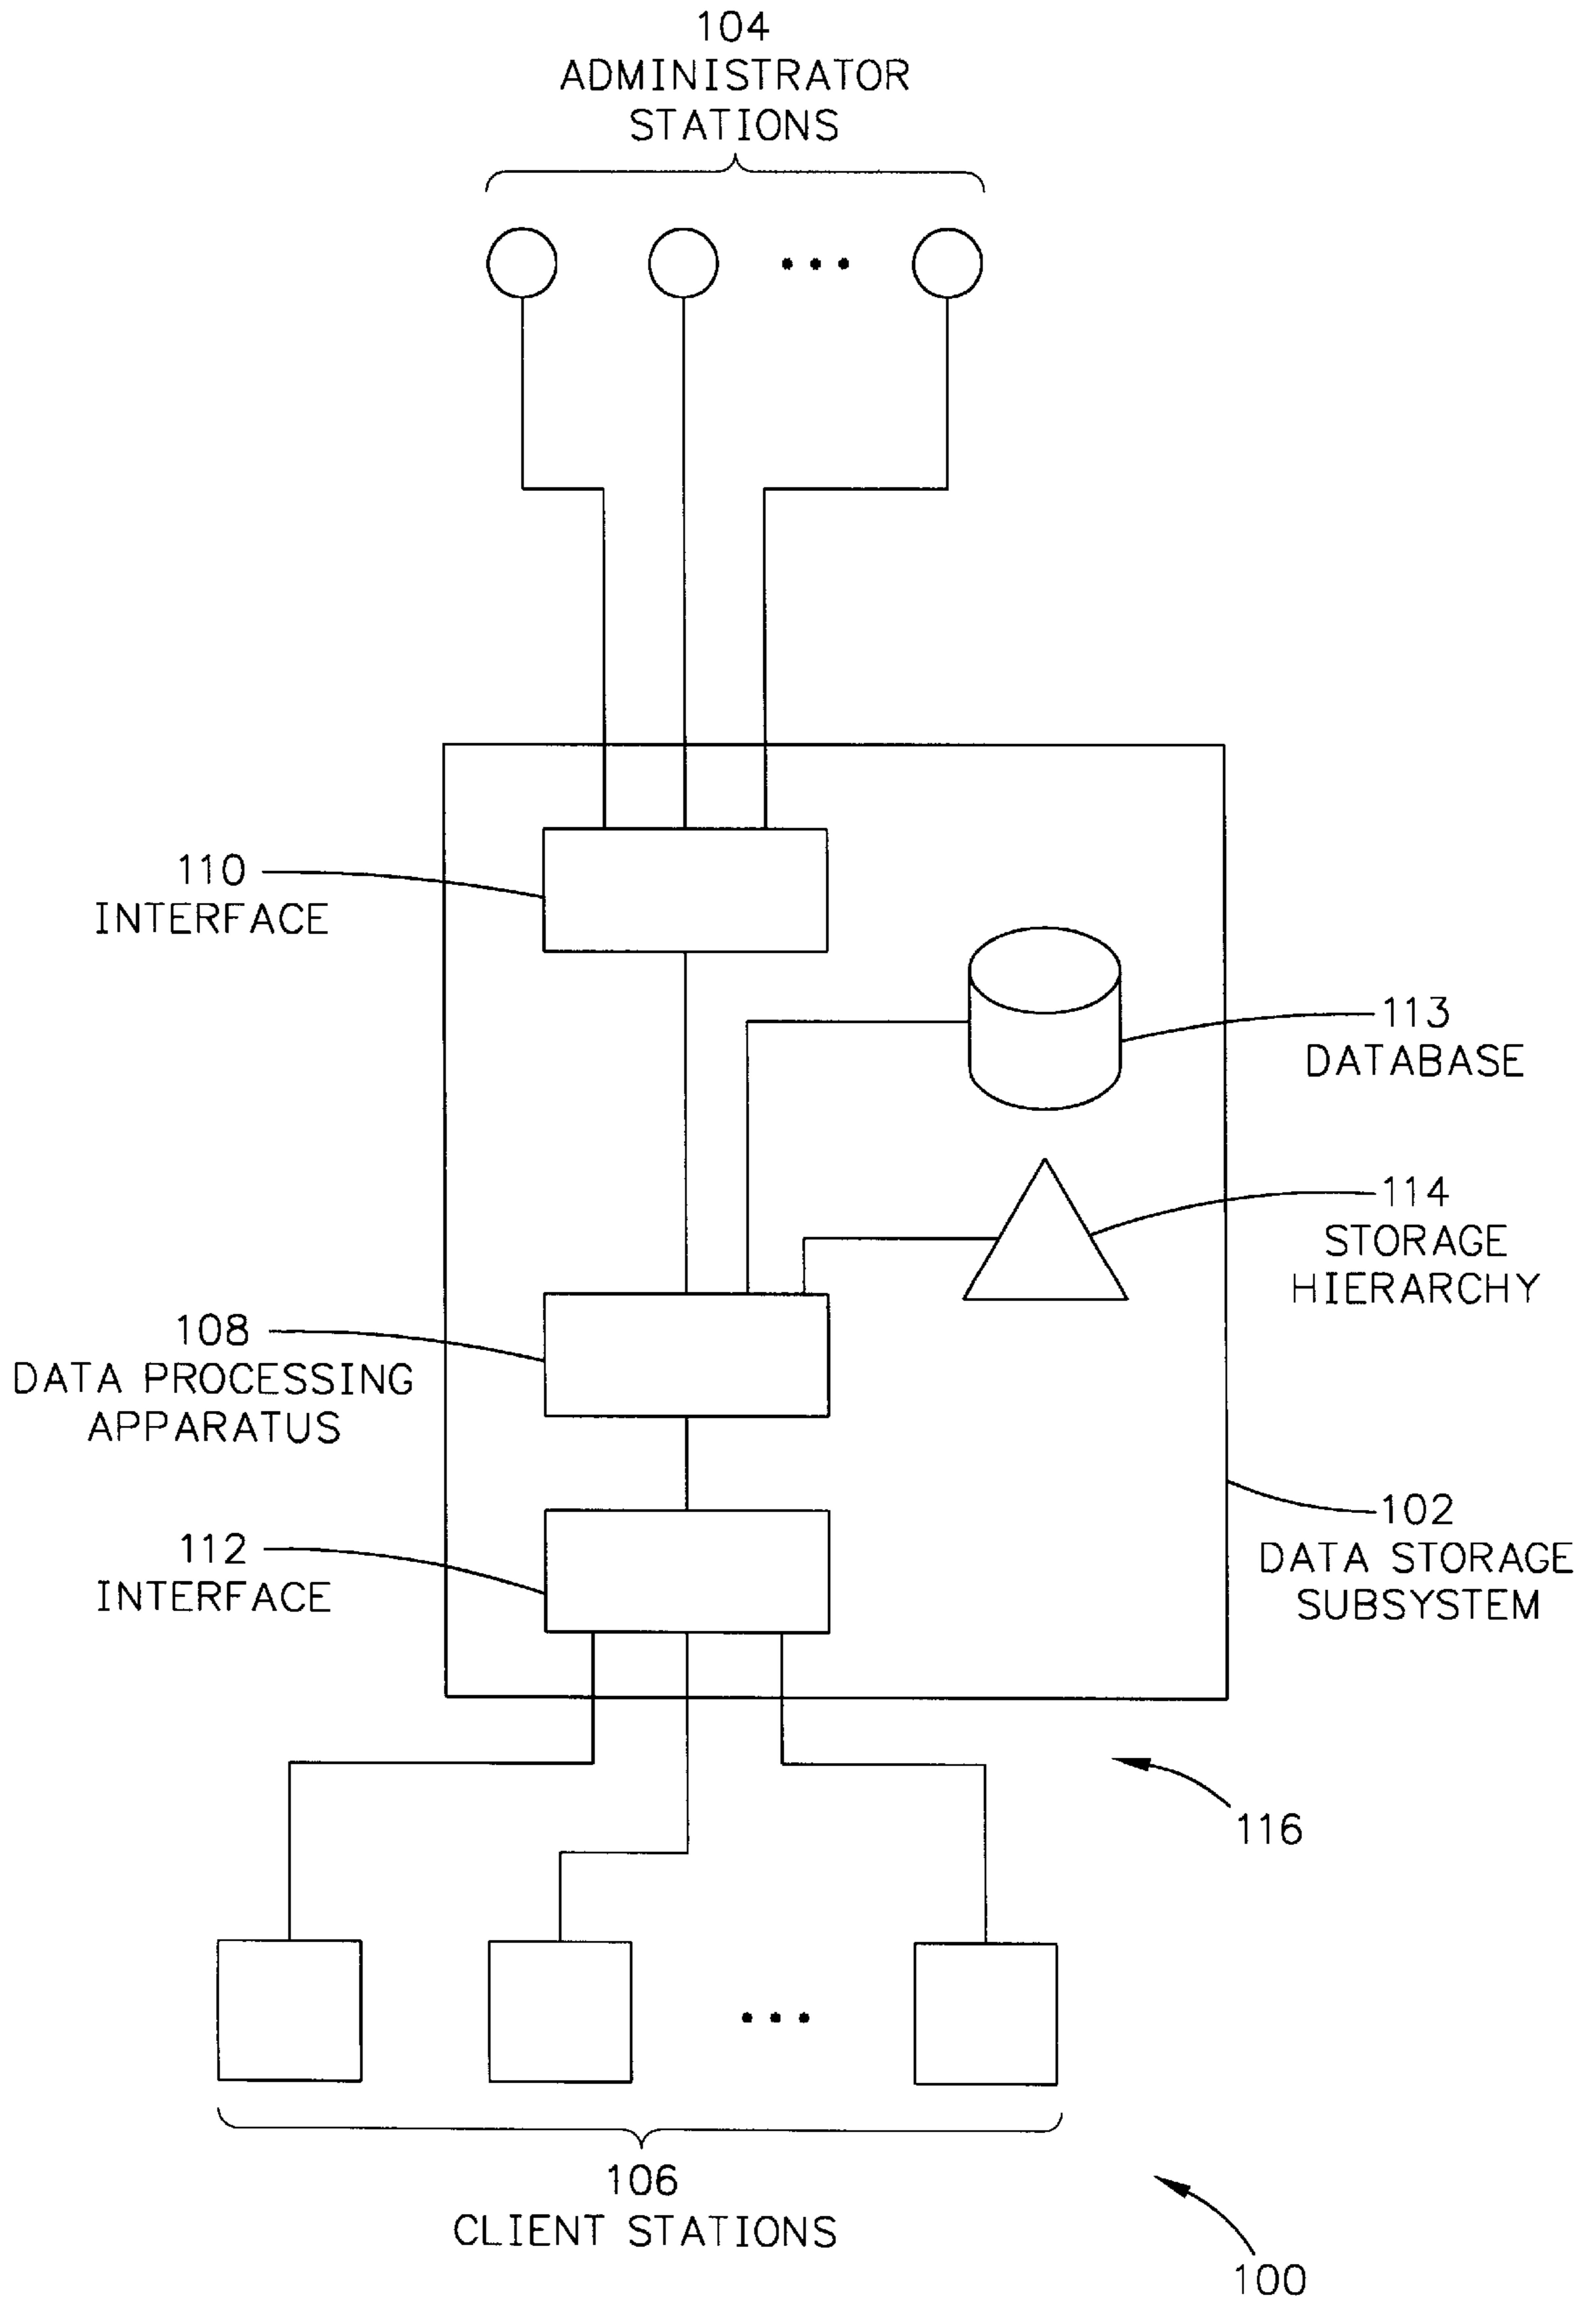 104
ADMINISTRATOR
STATIONS
110
INTERFACE
113
DATABASE
114
STORAGE
HIERARCHY
108
DATA PROCESSING
APPARATUS
102
DATA STORAGE
SUBSYSTEM
112
INTERFACE
116
106
CLIENT STATIONS
100